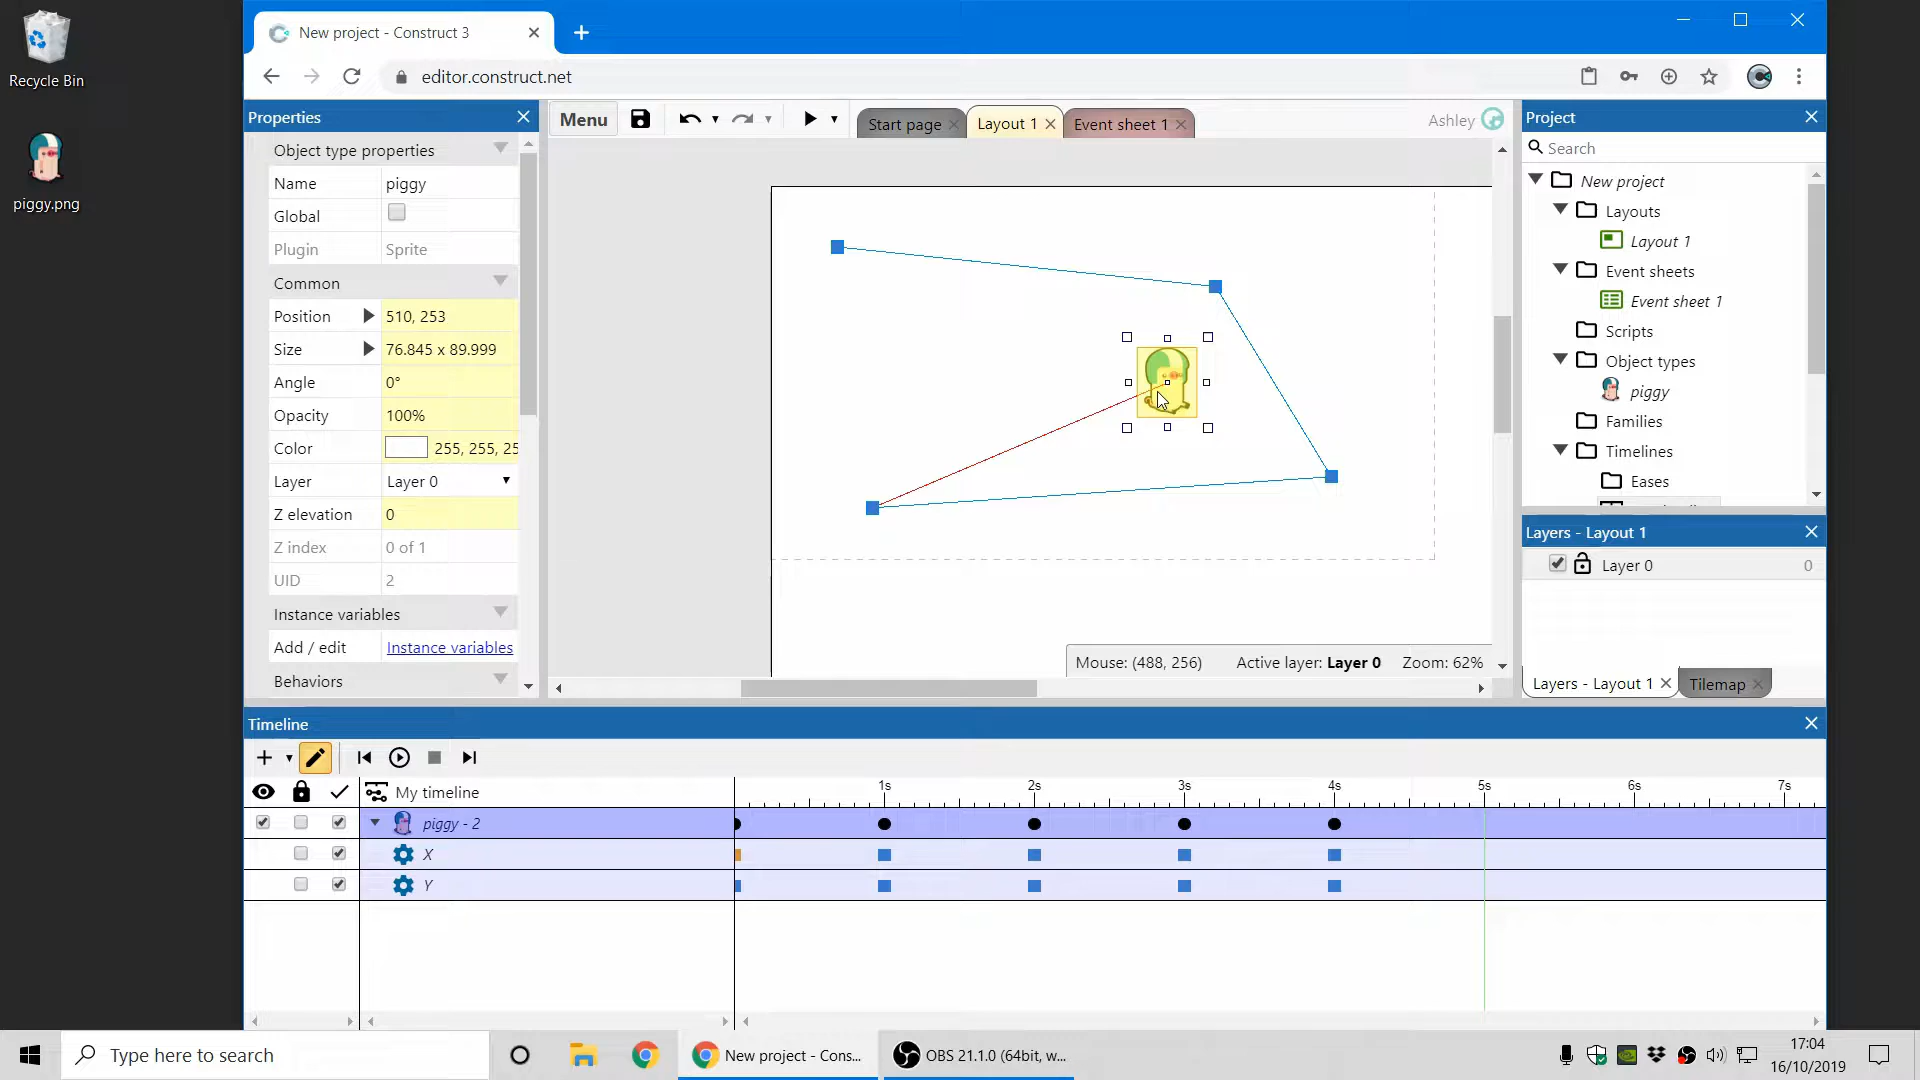 Recycle Bin
piggy.png
New project - Construct 3
editor.construct.net
Properties
Object type properties
Name piggy
Global
Plugin Sprite
Common
Position 510, 253
Size 76.845 x 89.999
Angle 0°
Opacity 100%
Color 255, 255, 25
Layer Layer 0
Z elevation 0
Z index 0 of 1
UID 2
Instance variables
Add / edit Instance variables
Behaviors
Menu
Start page
Layout 1
Event sheet 1
Ashley
Mouse: (488, 256) Active layer: Layer 0 Zoom: 62%
Project
Search
New project
Layouts
Layout 1
Event sheets
Event sheet 1
Scripts
Object types
piggy
Families
Timelines
Eases
Layers - Layout 1
Layer 0 0
Layers - Layout 1
Tilemap
Timeline
My timeline
1s 2s 3s 4s 5s 6s 7s
piggy - 2
X
Y
Type here to search
New project - Cons...
OBS 21.1.0 (64bit, w...
17:04
16/10/2019